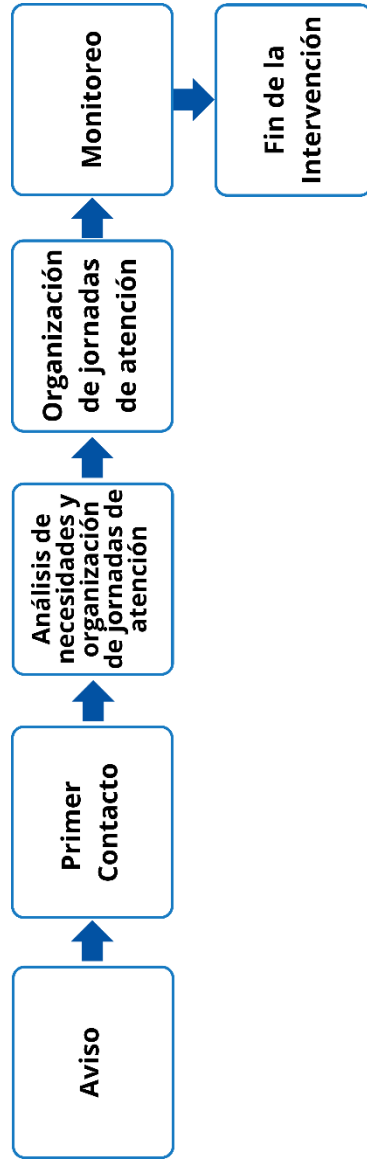 Aviso
Primer
Contacto
Análisis de
necesidades y
organización
de jornadas de
atención
Organización
de jornadas
de atención
Monitoreo
Fin de la
Intervención